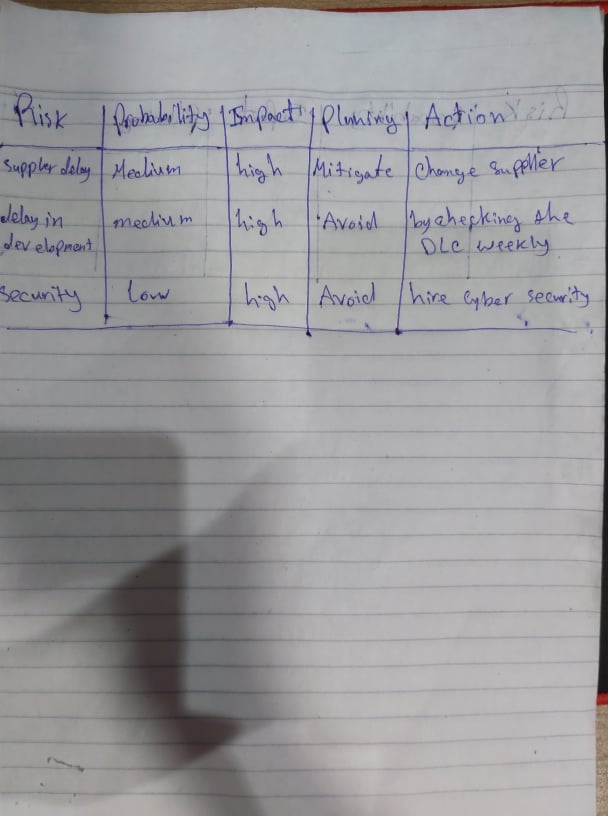 Risk Probability Impact Planning Action
Supplier delay Medium high Mitigate Change Supplier
delay in medium high Avoid by checking the
development DLC weekly
Security Low high Avoid hire Cyber security